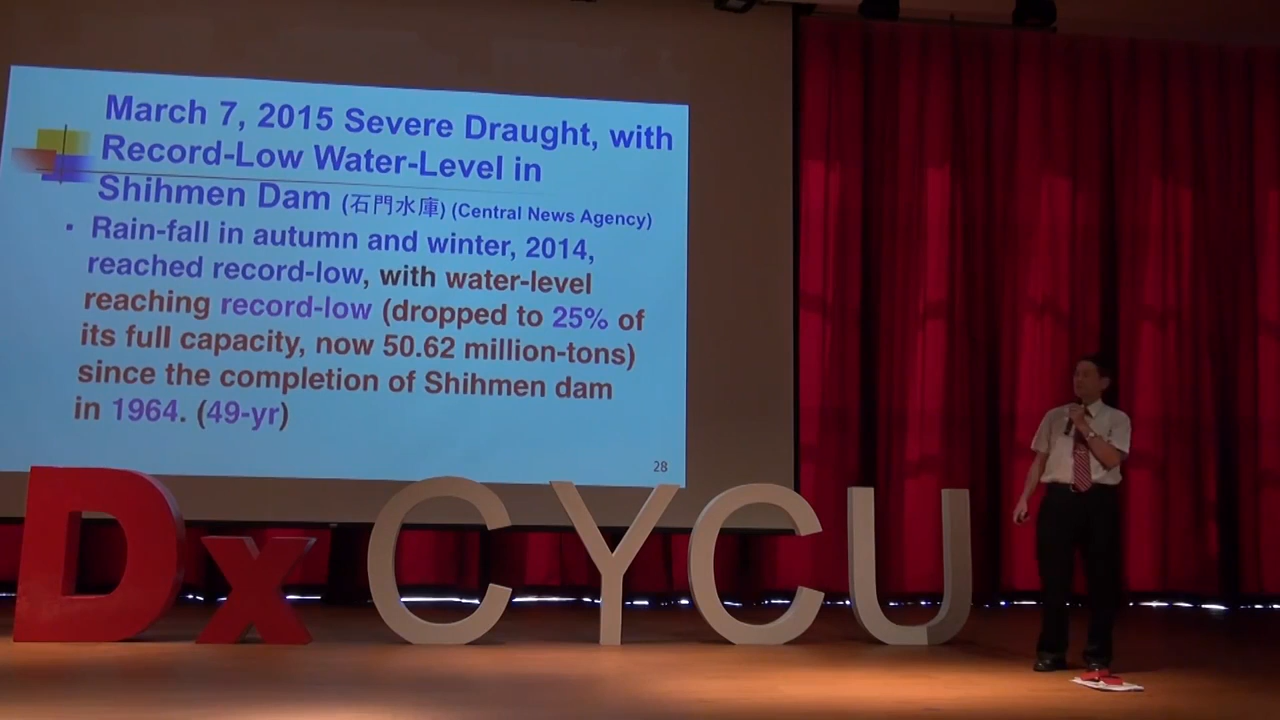 March 7, 2015 Severe Draught, with
Record-Low Water-Level in
Shihmen Dam (石門水庫) (Central News Agency)
▪ Rain-fall in autumn and winter, 2014,
reached record-low, with water-level
reaching record-low (dropped to 25% of
its full capacity, now 50.62 million-tons)
since the completion of Shihmen dam
in 1964. (49-yr)
28
Dx CYCU